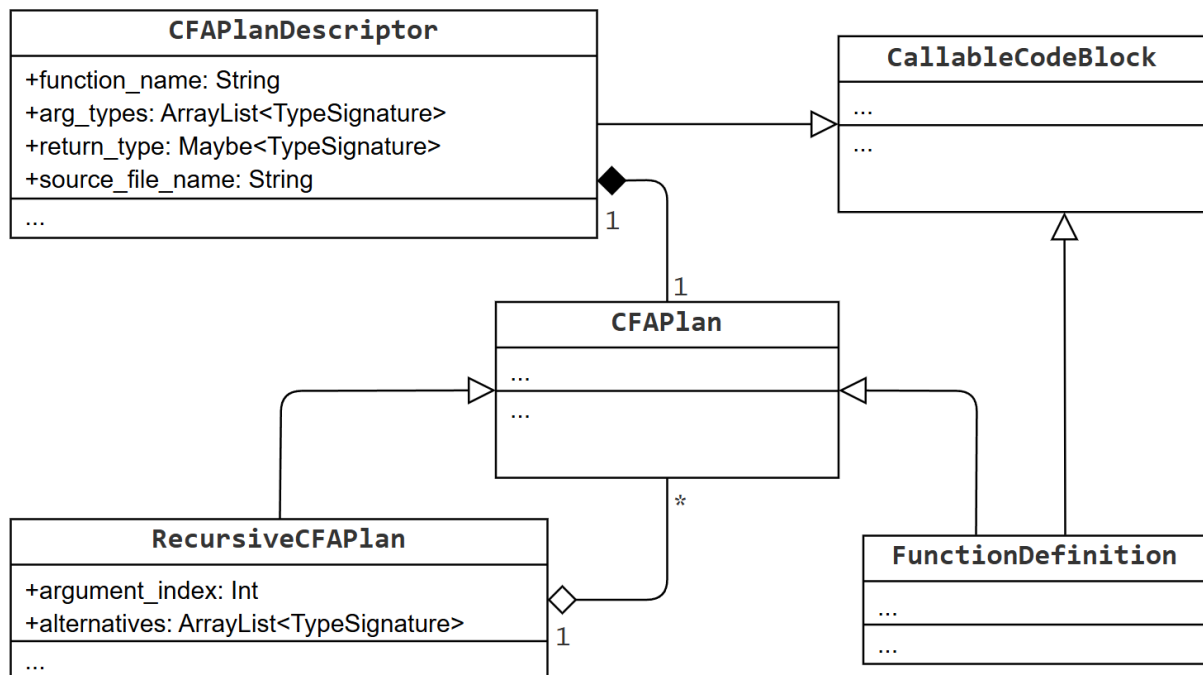 CFAPlanDescriptor
+function_name: String
+arg_types: ArrayList<TypeSignature>
+return_type: Maybe<TypeSignature>
+source_file_name: String
...
1
CallableCodeBlock
...
...
1
CFAPlan
...
...
*
RecursiveCFAPlan
+argument_index: Int
+alternatives: ArrayList<TypeSignature>
...
1
FunctionDefinition
...
...